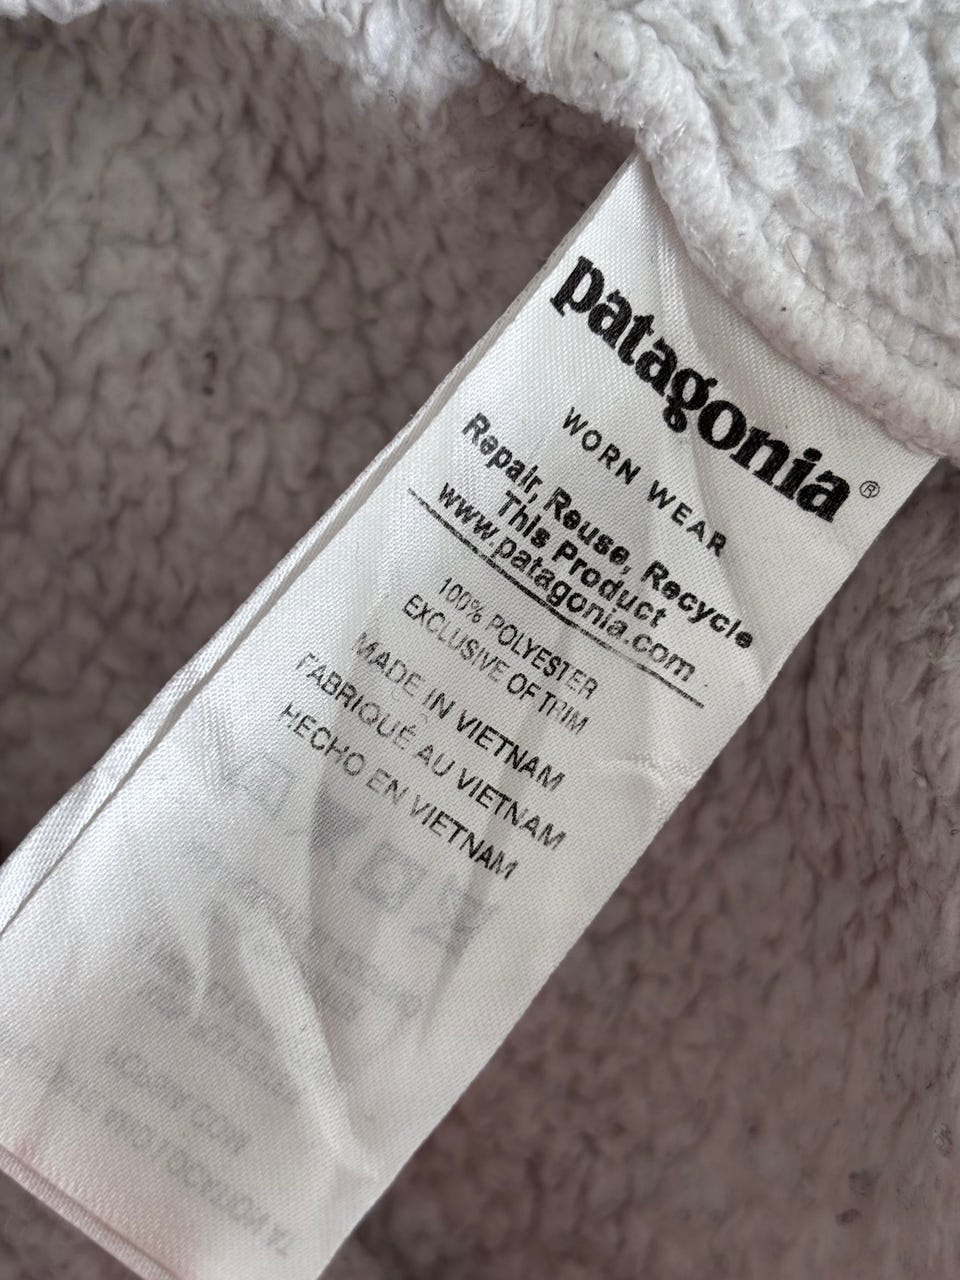 patagonia®
WORN WEAR
Repair, Reuse, Recycle
This Product
www.patagonia.com
100% POLYESTER
EXCLUSIVE OF TRIM
MADE IN VIETNAM
FABRIQUÉ AU VIETNAM
HECHO EN VIETNAM